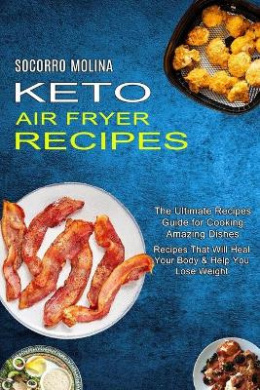 SOCORRO MOLINA
KETO
AIR FRYER
RECIPES
The Ultimate Recipes
Guide for Cooking
Amazing Dishes
Recipes That Will Heal
Your Body & Help You
Lose Weight